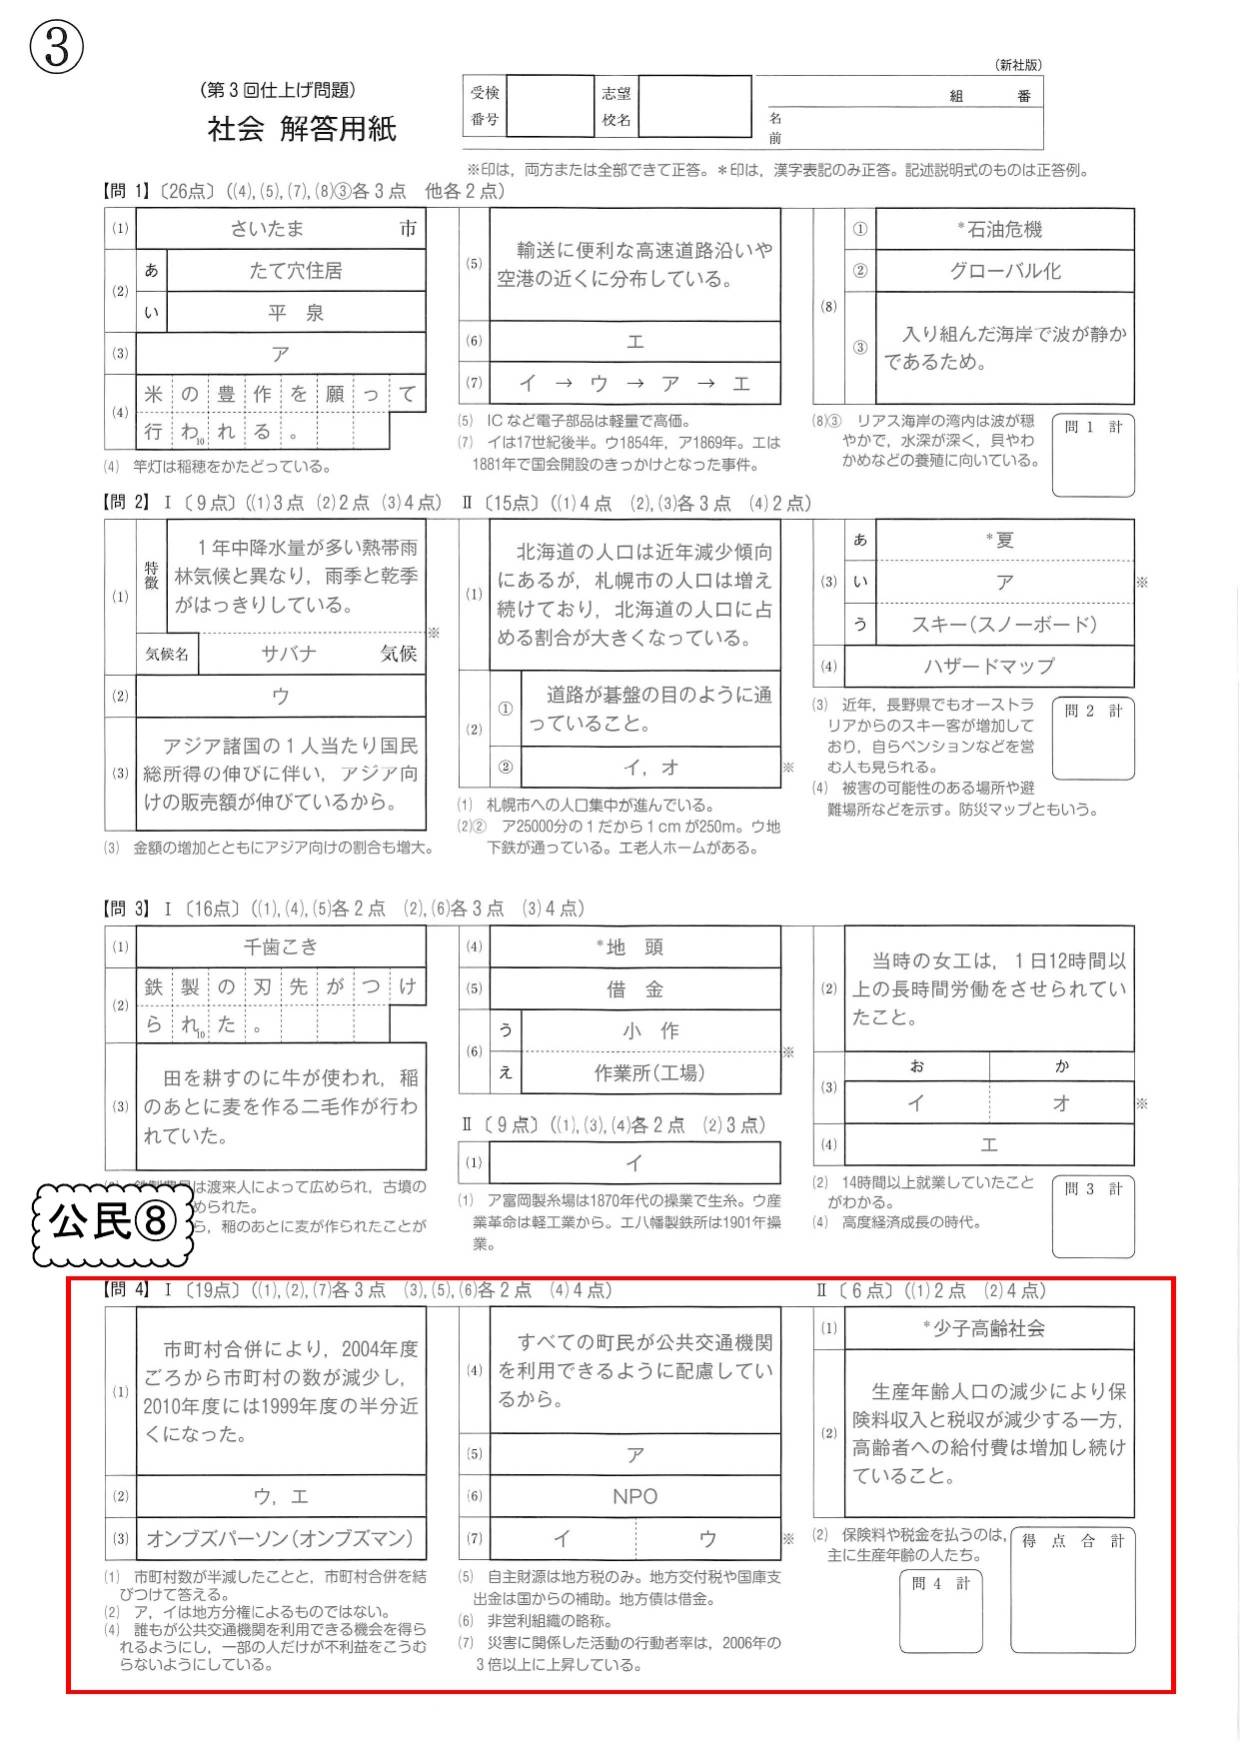 ③
(新社版)
(第3回仕上げ問題)
社会 解答用紙
受検番号
志望校名
組 番
名前
※印は，両方または全部できて正答。＊印は，漢字表記のみ正答。記述説明式のものは正答例。
【問 1】〔26点〕((4)，(5)，(7)，(8)③各3点 他各2点)
(1) さいたま 市
(2) あ たて穴住居
い 平 泉
(3) ア
(4) 米の豊作を願って
行わ10れる。
(4) 竿灯は稲穂をかたどっている。
(5) 輸送に便利な高速道路沿いや
空港の近くに分布している。
(6) エ
(7) イ → ウ → ア → エ
(5) ICなど電子部品は軽量で高価。
(7) イは17世紀後半。ウ1854年，ア1869年。エは
1881年で国会開設のきっかけとなった事件。
(8) ① *石油危機
② グローバル化
③ 入り組んだ海岸で波が静か
であるため。
(8)③ リアス海岸の湾内は波が穏
やかで，水深が深く，貝やわ
かめなどの養殖に向いている。
問1計
【問 2】Ⅰ〔9点〕((1)3点 (2)2点 (3)4点)
(1) 特徴 1年中降水量が多い熱帯雨
林気候と異なり，雨季と乾季
がはっきりしている。
気候名 サバナ 気候 ※
(2) ウ
(3) アジア諸国の1人当たり国民
総所得の伸びに伴い，アジア向
けの販売額が伸びているから。
(3) 金額の増加とともにアジア向けの割合も増大。
Ⅱ〔15点〕((1)4点 (2)，(3)各3点 (4)2点)
(1) 北海道の人口は近年減少傾向
にあるが，札幌市の人口は増え
続けており，北海道の人口に占
める割合が大きくなっている。
(2) ① 道路が碁盤の目のように通
っていること。
② イ，オ ※
(1) 札幌市への人口集中が進んでいる。
(2)② ア25000分の1だから1cmが250m。ウ地
下鉄が通っている。エ老人ホームがある。
(3) あ *夏
い ア ※
う スキー(スノーボード)
(4) ハザードマップ
(3) 近年，長野県でもオーストラ
リアからのスキー客が増加して
おり，自らペンションなどを営
む人も見られる。
(4) 被害の可能性のある場所や避
難場所などを示す。防災マップともいう。
問2計
【問 3】Ⅰ〔16点〕((1)，(4)，(5)各2点 (2)，(6)各3点 (3)4点)
(1) 千歯こき
(2) 鉄製の刃先がつけ
られ10た。
(3) 田を耕すのに牛が使われ，稲
のあとに麦を作る二毛作が行わ
れていた。
は渡来人によって広められ，古墳の
められた。
ら，稲のあとに麦が作られたことが
(4) *地 頭
(5) 借 金
(6) う 小 作 ※
え 作業所(工場)
Ⅱ〔9点〕((1)，(3)，(4)各2点 (2)3点)
(1) イ
(1) ア富岡製糸場は1870年代の操業で生糸。ウ産
業革命は軽工業から。エ八幡製鉄所は1901年操
業。
(2) 当時の女工は，1日12時間以
上の長時間労働をさせられてい
たこと。
(3) お か
イ オ ※
(4) エ
(2) 14時間以上就業していたこと
がわかる。
(4) 高度経済成長の時代。
問3計
公民⑧
【問 4】Ⅰ〔19点〕((1)，(2)，(7)各3点 (3)，(5)，(6)各2点 (4)4点)
(1) 市町村合併により，2004年度
ごろから市町村の数が減少し，
2010年度には1999年度の半分近
くになった。
(2) ウ，エ
(3) オンブズパーソン(オンブズマン)
(1) 市町村数が半減したことと，市町村合併を結
びつけて答える。
(2) ア，イは地方分権によるものではない。
(4) 誰もが公共交通機関を利用できる機会を得ら
れるようにし，一部の人だけが不利益をこうむ
らないようにしている。
(4) すべての町民が公共交通機関
を利用できるように配慮してい
るから。
(5) ア
(6) NPO
(7) イ ウ ※
(5) 自主財源は地方税のみ。地方交付税や国庫支
出金は国からの補助。地方債は借金。
(6) 非営利組織の略称。
(7) 災害に関係した活動の行動者率は，2006年の
3倍以上に上昇している。
Ⅱ〔6点〕((1)2点 (2)4点)
(1) *少子高齢社会
(2) 生産年齢人口の減少により保
険料収入と税収が減少する一方，
高齢者への給付費は増加し続け
ていること。
(2) 保険料や税金を払うのは，
主に生産年齢の人たち。
問4計
得点合計